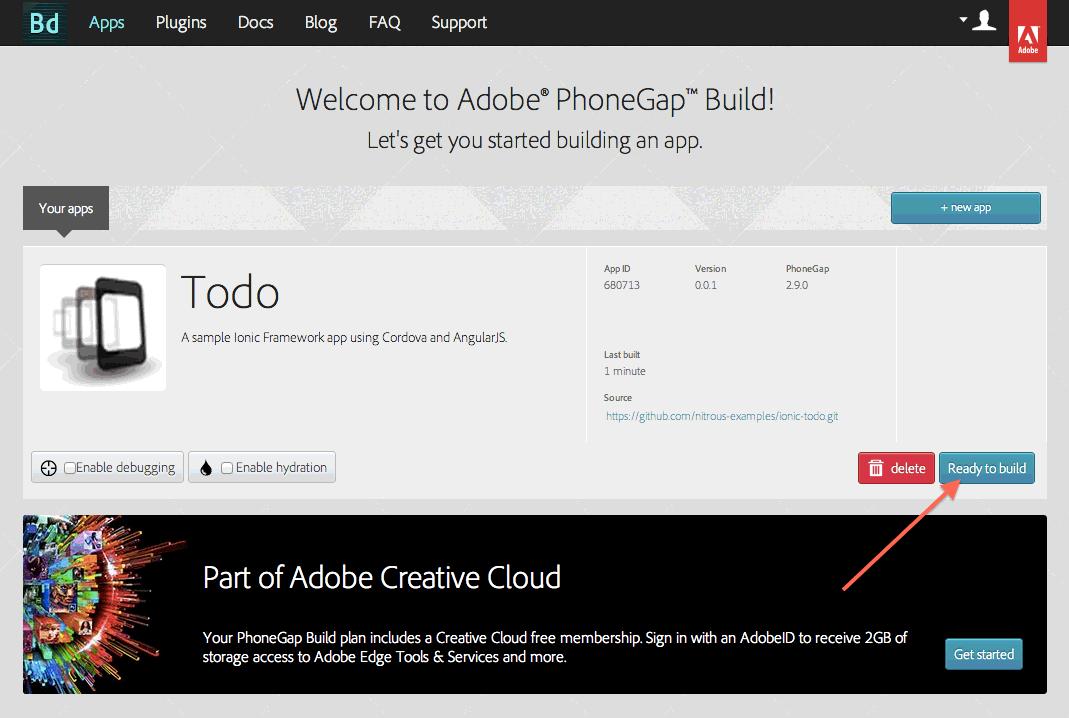 Bd Apps Plugins Docs Blog FAQ Support
Adobe
Welcome to Adobe® PhoneGap™ Build!
Let's get you started building an app.
Your apps
+ new app
Todo
A sample Ionic Framework app using Cordova and AngularJS.
App ID Version PhoneGap
680713 0.0.1 2.9.0
Last built
1 minute
Source
https://github.com/nitrous-examples/ionic-todo.git
Enable debugging Enable hydration delete Ready to build
Part of Adobe Creative Cloud
Your PhoneGap Build plan includes a Creative Cloud free membership. Sign in with an AdobeID to receive 2GB of
storage access to Adobe Edge Tools & Services and more.
Get started